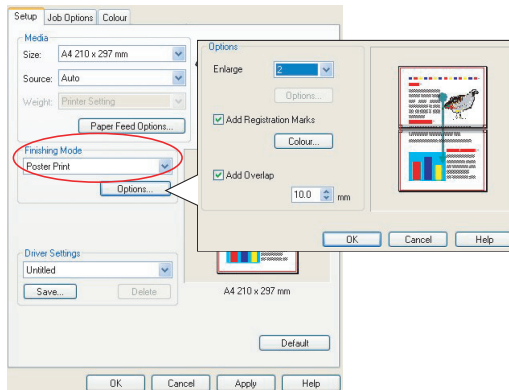 Setup Job Options Colour
Media
Size: A4 210 x 297 mm
Source: Auto
Weight: Printer Setting
Paper Feed Options...
Finishing Mode
Poster Print
Options...
Driver Settings
Untitled
Save... Delete
A4 210 x 297 mm
Default
OK Cancel Apply Help
Options
Enlarge 2
Options...
Add Registration Marks
Colour...
Add Overlap
10.0 mm
OK Cancel Help